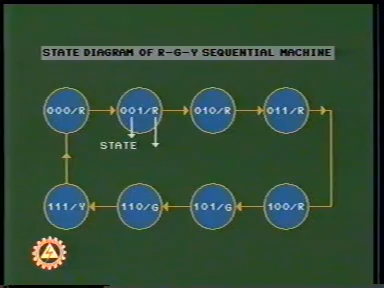 STATE DIAGRAM OF R-G-Y SEQUENTIAL MACHINE
000/R 001/R 010/R 011/R
STATE
111/Y 110/G 101/G 100/R